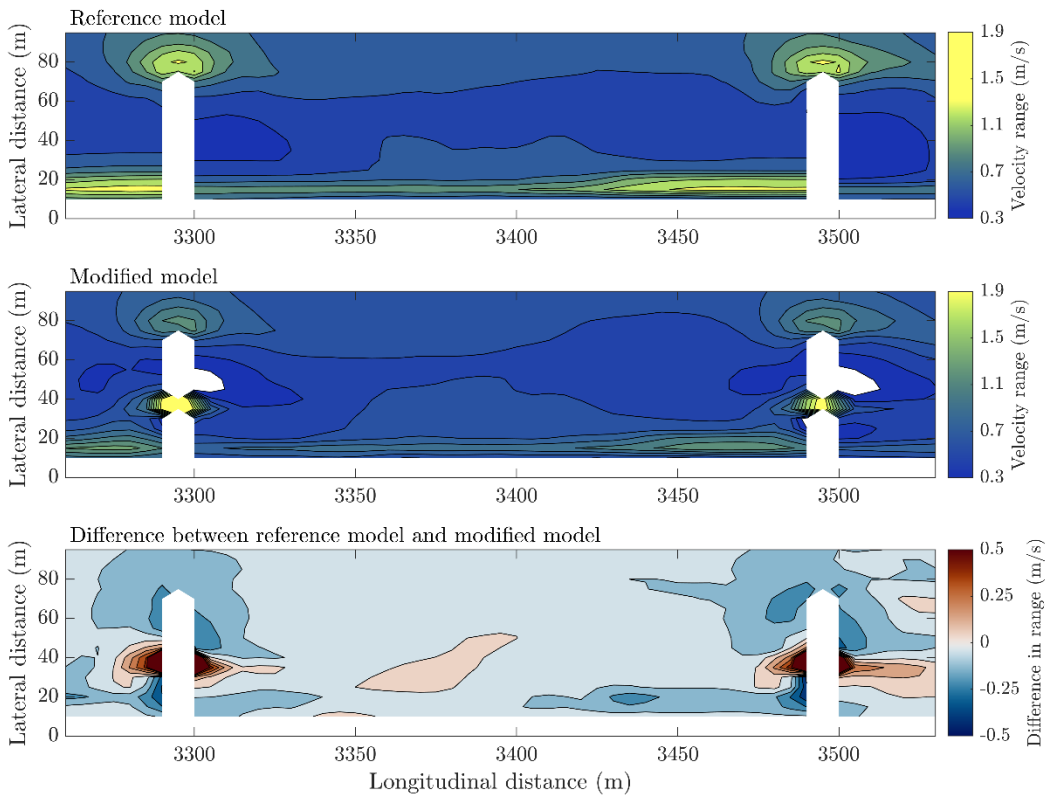 Reference model
Lateral distance (m)
80
60
40
20
0
3300 3350 3400 3450 3500
1.9
1.5
1.1
0.7
0.3
Velocity range (m/s)
Modified model
Lateral distance (m)
80
60
40
20
0
3300 3350 3400 3450 3500
1.9
1.5
1.1
0.7
0.3
Velocity range (m/s)
Difference between reference model and modified model
Lateral distance (m)
80
60
40
20
0
3300 3350 3400 3450 3500
Longitudinal distance (m)
0.5
0.25
0
-0.25
-0.5
Difference in range (m/s)